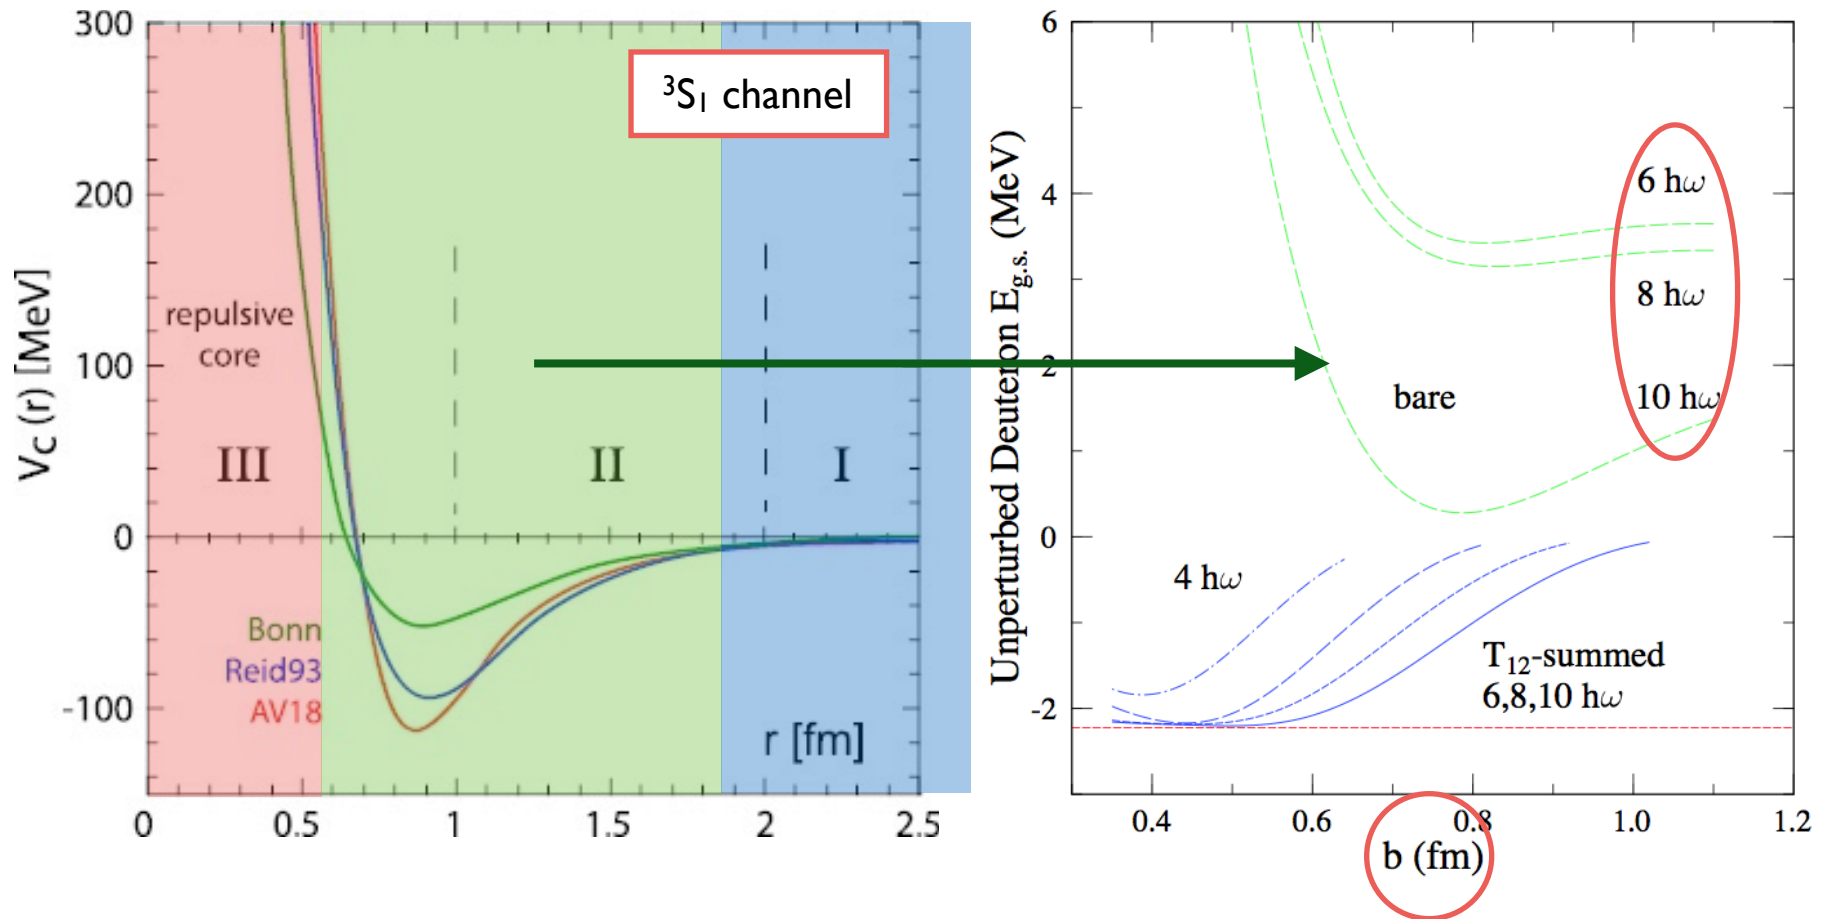 300
200
100
0
-100
V_C (r) [MeV]
³S₁ channel
repulsive
core
III
II
I
Bonn
Reid93
AV18
r [fm]
0
0.5
1
1.5
2
2.5
6
4
2
0
-2
Unperturbed Deuteron E_g.s. (MeV)
6 hω
8 hω
bare
10 hω
4 hω
T₁₂-summed
6,8,10 hω
0.4
0.6
0.8
1.0
1.2
b (fm)